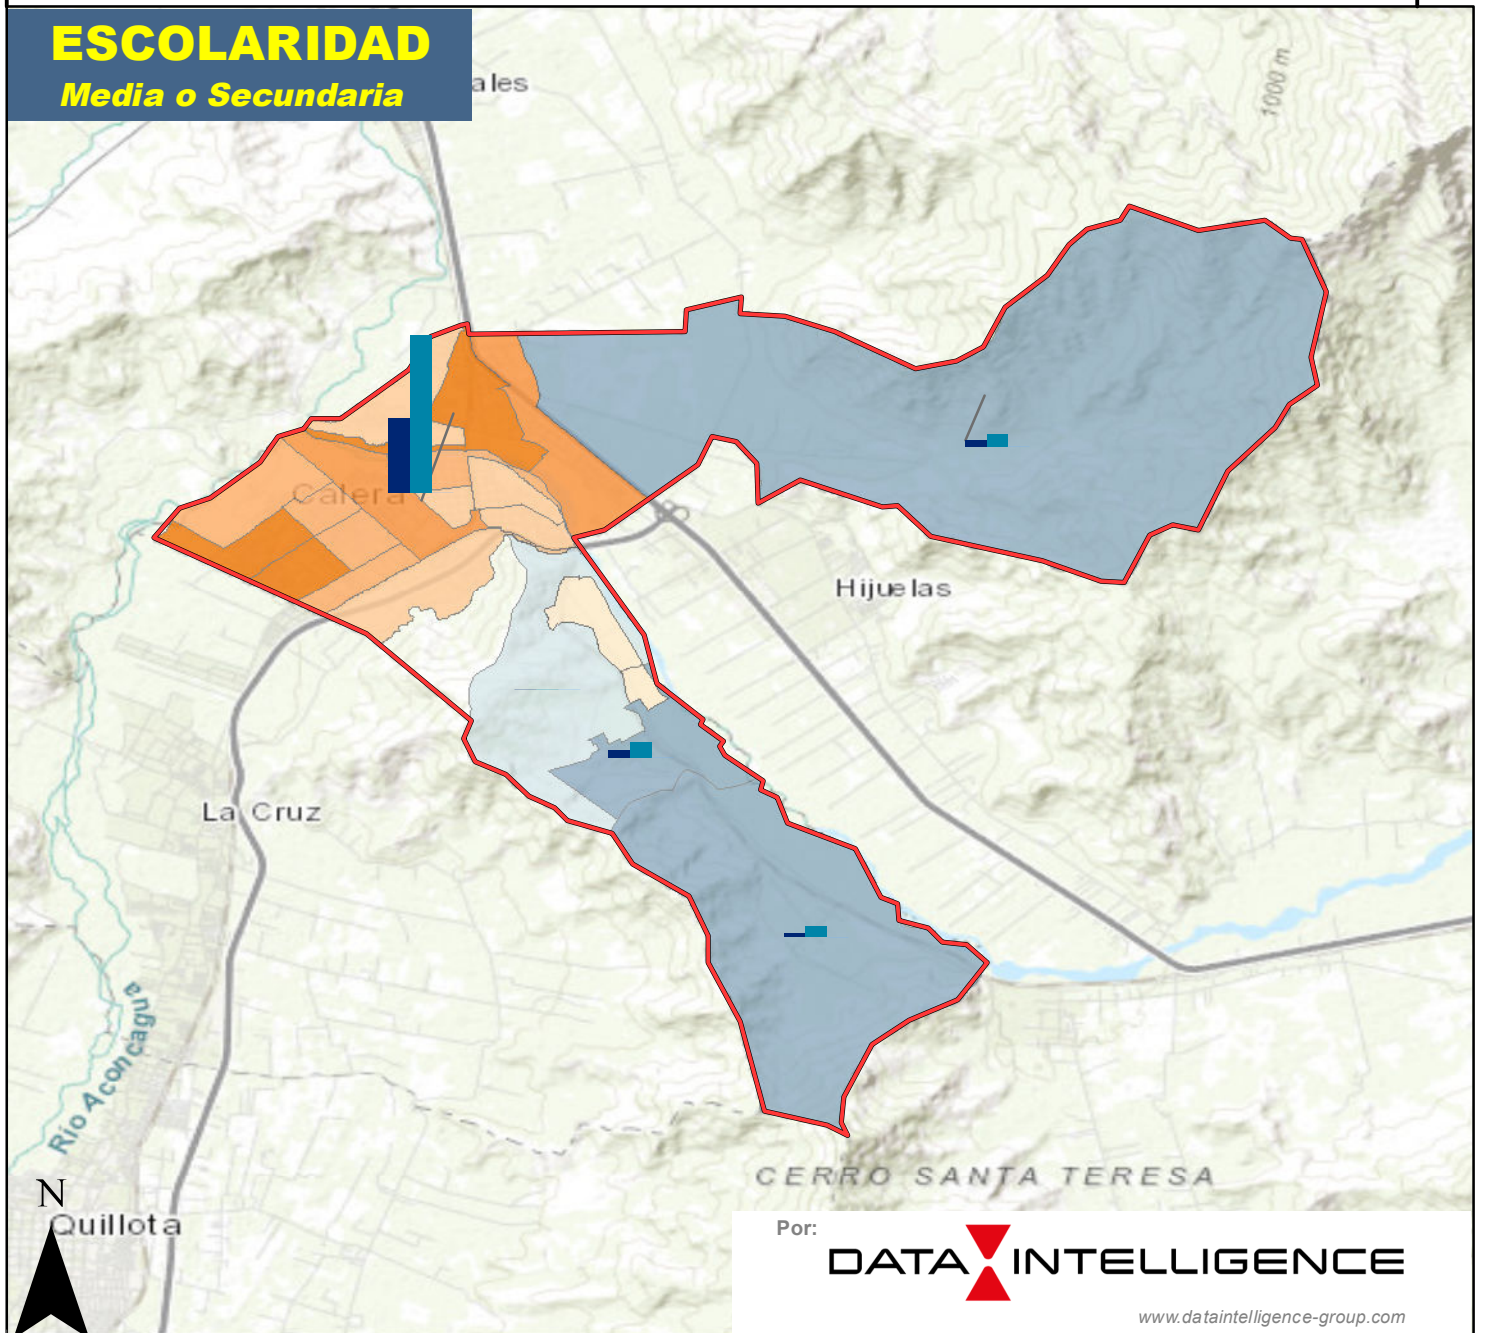 ESCOLARIDAD
Media o Secundaria
ales
1000 m
Calera
Hijuelas
La Cruz
Río Aconcagua
CERRO SANTA TERESA
N
Quillota
Por:
DATA INTELLIGENCE
www.dataintelligence-group.com